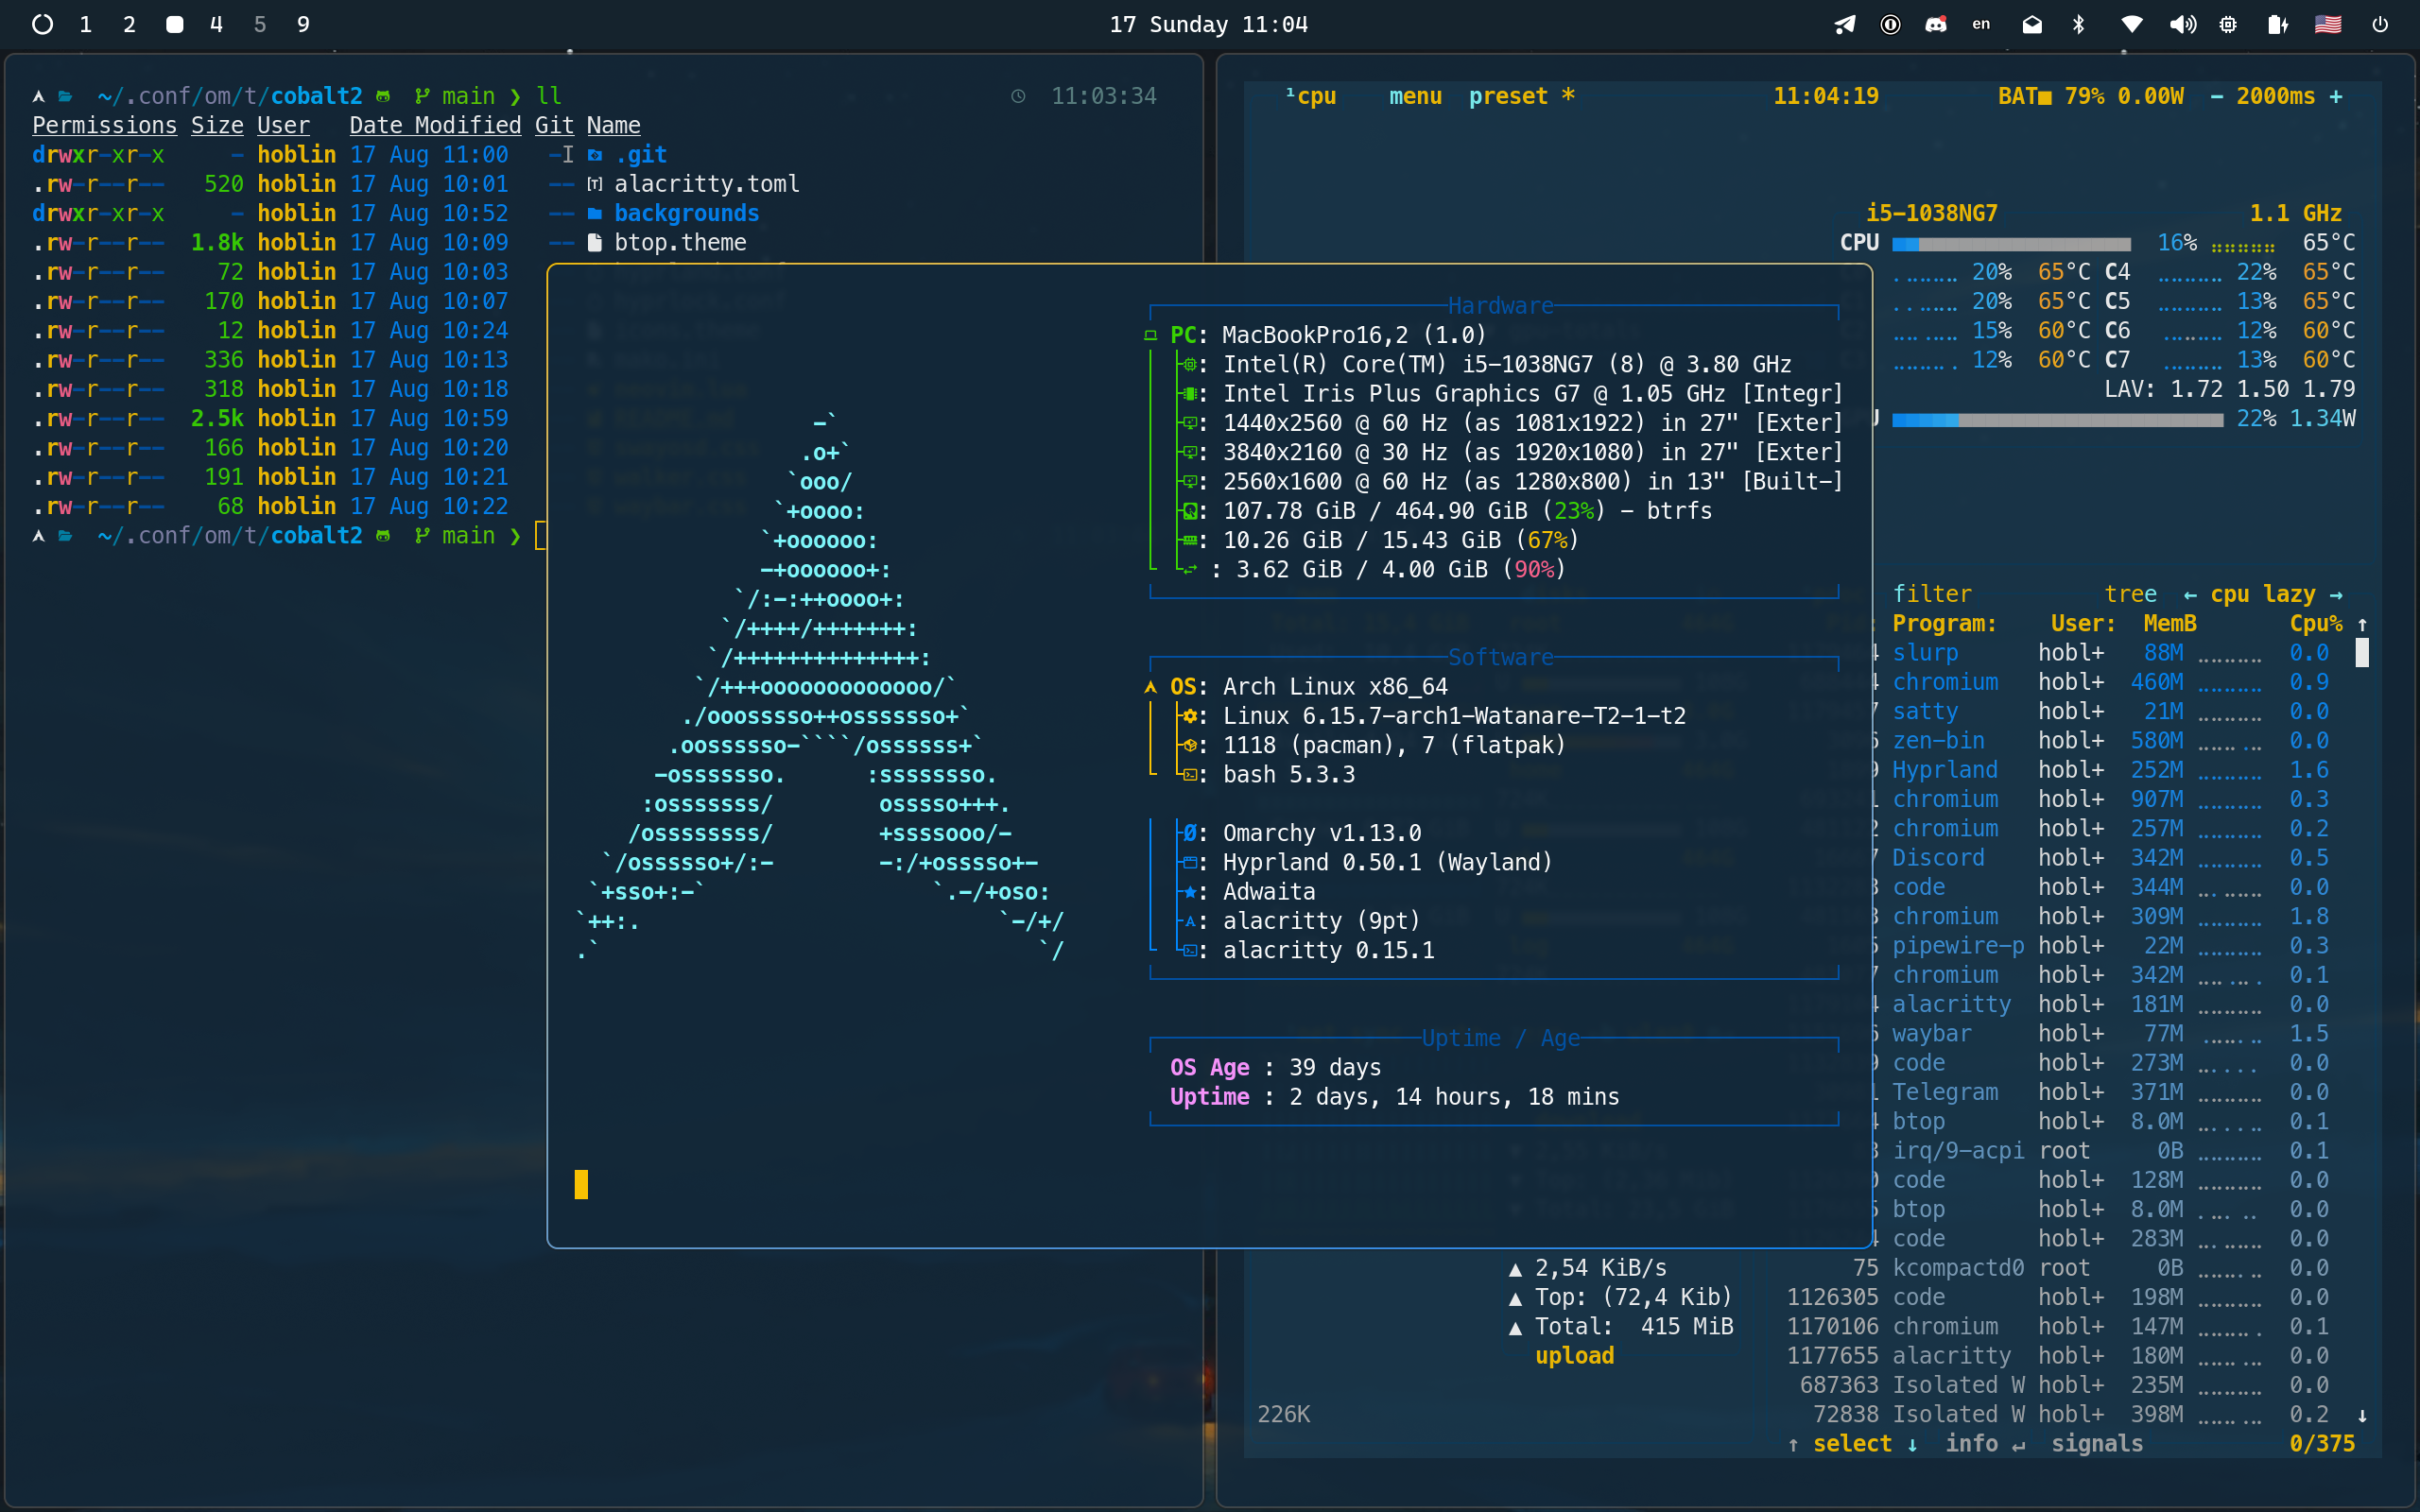 1 2 4 5 9
17 Sunday 11:04
en
~/.conf/om/t/cobalt2 main ❯ ll 11:03:34
Permissions Size User Date Modified Git Name
drwxr-xr-x - hoblin 17 Aug 11:00 -I .git
.rw-r--r-- 520 hoblin 17 Aug 10:01 -- alacritty.toml
drwxr-xr-x - hoblin 17 Aug 10:52 -- backgrounds
.rw-r--r-- 1.8k hoblin 17 Aug 10:09 -- btop.theme
.rw-r--r-- 72 hoblin 17 Aug 10:03
.rw-r--r-- 170 hoblin 17 Aug 10:07
.rw-r--r-- 12 hoblin 17 Aug 10:24
.rw-r--r-- 336 hoblin 17 Aug 10:13
.rw-r--r-- 318 hoblin 17 Aug 10:18
.rw-r--r-- 2.5k hoblin 17 Aug 10:59
.rw-r--r-- 166 hoblin 17 Aug 10:20
.rw-r--r-- 191 hoblin 17 Aug 10:21
.rw-r--r-- 68 hoblin 17 Aug 10:22
~/.conf/om/t/cobalt2 main ❯
-`
.o+`
`ooo/
`+oooo:
`+oooooo:
-+oooooo+:
`/:-:++oooo+:
`/++++/+++++++:
`/++++++++++++++:
`/+++ooooooooooooo/`
./ooosssso++osssssso+`
.oossssso-````/ossssss+`
-osssssso. :ssssssso.
:osssssss/ osssso+++.
/ossssssss/ +ssssooo/-
`/ossssso+/:- -:/+osssso+-
`+sso+:-` `.-/+oso:
`++:. `-/+/
.` `/
Hardware
PC: MacBookPro16,2 (1.0)
: Intel(R) Core(TM) i5-1038NG7 (8) @ 3.80 GHz
: Intel Iris Plus Graphics G7 @ 1.05 GHz [Integr]
: 1440x2560 @ 60 Hz (as 1081x1922) in 27" [Exter]
: 3840x2160 @ 30 Hz (as 1920x1080) in 27" [Exter]
: 2560x1600 @ 60 Hz (as 1280x800) in 13" [Built-]
: 107.78 GiB / 464.90 GiB (23%) - btrfs
: 10.26 GiB / 15.43 GiB (67%)
: 3.62 GiB / 4.00 GiB (90%)
Software
OS: Arch Linux x86_64
: Linux 6.15.7-arch1-Watanare-T2-1-t2
: 1118 (pacman), 7 (flatpak)
: bash 5.3.3
: Omarchy v1.13.0
: Hyprland 0.50.1 (Wayland)
: Adwaita
: alacritty (9pt)
: alacritty 0.15.1
Uptime / Age
OS Age : 39 days
Uptime : 2 days, 14 hours, 18 mins
¹cpu menu preset * 11:04:19 BAT■ 79% 0.00W - 2000ms +
i5-1038NG7 1.1 GHz
CPU 16% 65°C
20% 65°C C4 22% 65°C
20% 65°C C5 13% 65°C
15% 60°C C6 12% 60°C
12% 60°C C7 13% 60°C
LAV: 1.72 1.50 1.79
22% 1.34W
filter tree ← cpu lazy →
Program: User: MemB Cpu% ↑
slurp hobl+ 88M 0.0
chromium hobl+ 460M 0.9
satty hobl+ 21M 0.0
zen-bin hobl+ 580M 0.0
Hyprland hobl+ 252M 1.6
chromium hobl+ 907M 0.3
chromium hobl+ 257M 0.2
Discord hobl+ 342M 0.5
code hobl+ 344M 0.0
chromium hobl+ 309M 1.8
pipewire-p hobl+ 22M 0.3
chromium hobl+ 342M 0.1
alacritty hobl+ 181M 0.0
waybar hobl+ 77M 1.5
code hobl+ 273M 0.0
Telegram hobl+ 371M 0.0
btop hobl+ 8.0M 0.1
irq/9-acpi root 0B 0.1
code hobl+ 128M 0.0
btop hobl+ 8.0M 0.0
code hobl+ 283M 0.0
▲ 2,54 KiB/s 75 kcompactd0 root 0B 0.0
▲ Top: (72,4 Kib) 1126305 code hobl+ 198M 0.0
▲ Total: 415 MiB 1170106 chromium hobl+ 147M 0.1
upload 1177655 alacritty hobl+ 180M 0.0
687363 Isolated W hobl+ 235M 0.0
226K 72838 Isolated W hobl+ 398M 0.2 ↓
↑ select ↓ info ↵ signals 0/375